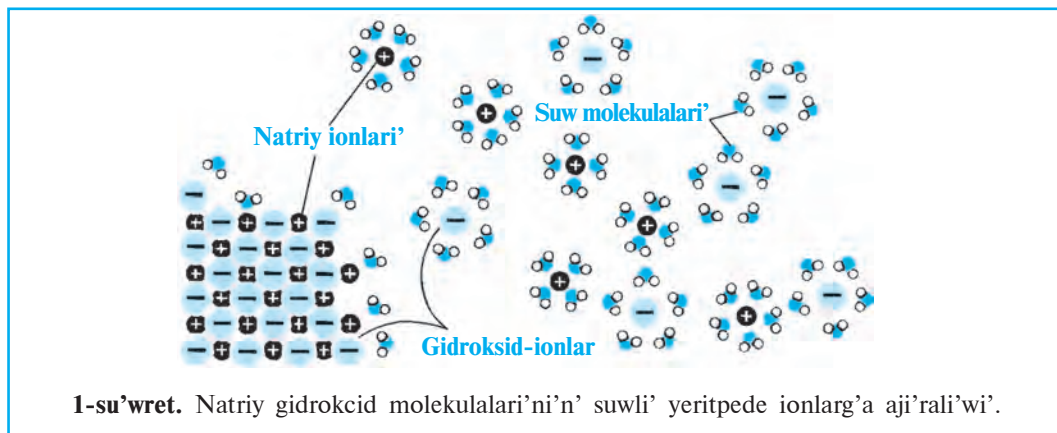 Natriy ionlari’
Suw molekulalari’
Gidroksid-ionlar
1-su’wret. Natriy gidrokcid molekulalari’ni’n’ suwli’ yeritpede ionlarg’a aji’rali’wi’.